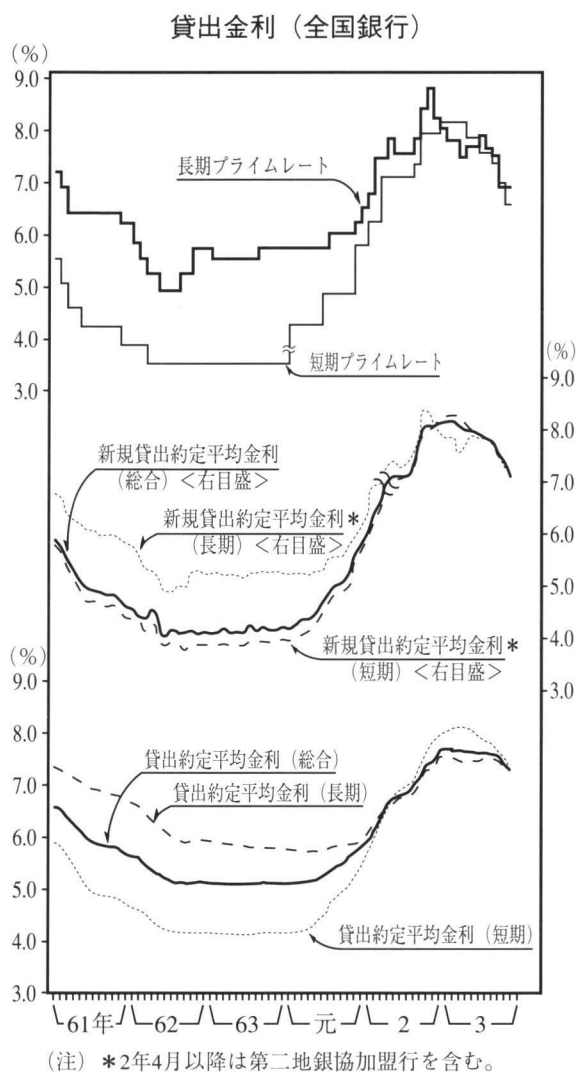 貸出金利（全国銀行）
(%)
9.0
8.0
7.0
6.0
5.0
4.0
3.0
長期プライムレート
短期プライムレート
(%)
9.0
8.0
7.0
6.0
5.0
4.0
3.0
新規貸出約定平均金利
(総合)＜右目盛＞
新規貸出約定平均金利＊
(長期)＜右目盛＞
新規貸出約定平均金利＊
(短期)＜右目盛＞
(%)
9.0
8.0
7.0
6.0
5.0
4.0
3.0
貸出約定平均金利(総合)
貸出約定平均金利(長期)
貸出約定平均金利(短期)
61年 62 63 元 2 3
(注) ＊2年4月以降は第二地銀協加盟行を含む。